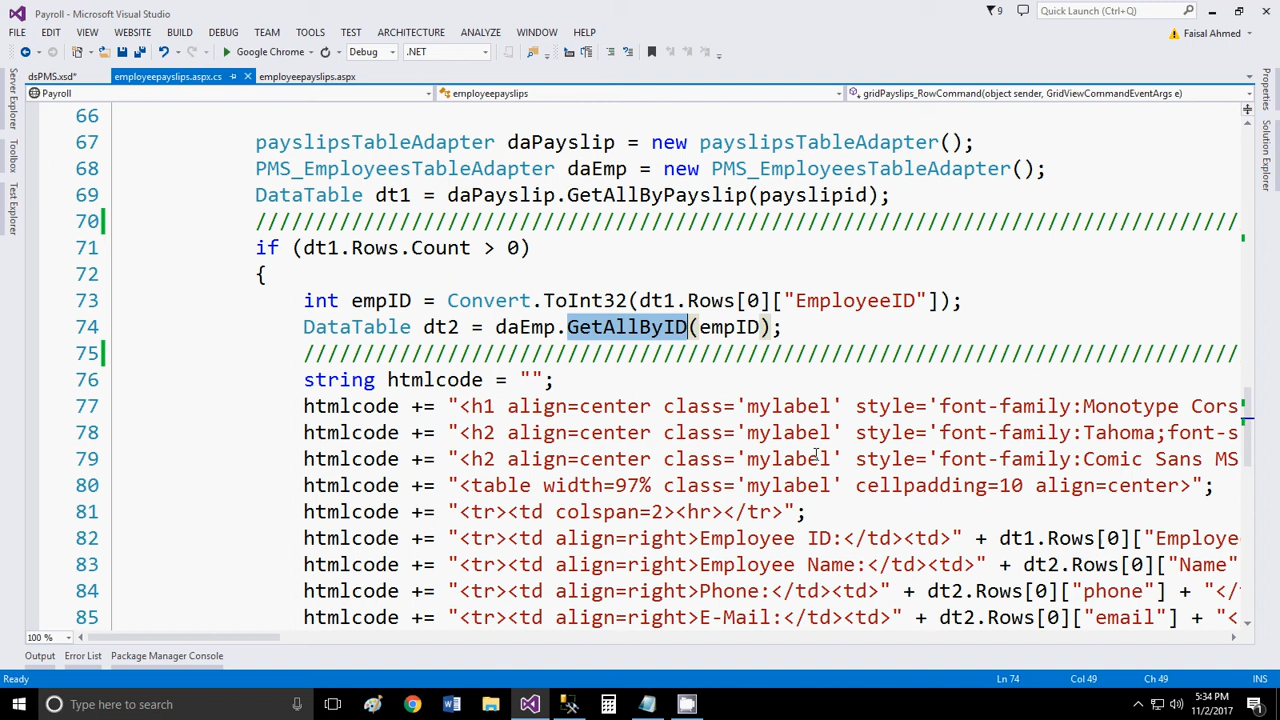 Payroll - Microsoft Visual Studio
9
Quick Launch (Ctrl+Q)
FILE EDIT VIEW WEBSITE BUILD DEBUG TEAM TOOLS TEST ARCHITECTURE ANALYZE WINDOW HELP
Faisal Ahmed
Google Chrome Debug .NET
dsPMS.xsd* employeepayslips.aspx.cs employeepayslips.aspx
Payroll employeepayslips gridPayslips_RowCommand(object sender, GridViewCommandEventArgs e)
Server Explorer
Toolbox
Test Explorer
Properties
Solution Explorer
66
67 payslipsTableAdapter daPayslip = new payslipsTableAdapter();
68 PMS_EmployeesTableAdapter daEmp = new PMS_EmployeesTableAdapter();
69 DataTable dt1 = daPayslip.GetAllByPayslip(payslipid);
70 //////////////////////////////////////////////////////////////////////////////////
71 if (dt1.Rows.Count > 0)
72 {
73 int empID = Convert.ToInt32(dt1.Rows[0]["EmployeeID"]);
74 DataTable dt2 = daEmp.GetAllByID(empID);
75 //////////////////////////////////////////////////////////////////////////////
76 string htmlcode = "";
77 htmlcode += "<h1 align=center class='mylabel' style='font-family:Monotype Cors
78 htmlcode += "<h2 align=center class='mylabel' style='font-family:Tahoma;font-s
79 htmlcode += "<h2 align=center class='mylabel' style='font-family:Comic Sans MS
80 htmlcode += "<table width=97% class='mylabel' cellpadding=10 align=center>";
81 htmlcode += "<tr><td colspan=2><hr></tr>";
82 htmlcode += "<tr><td align=right>Employee ID:</td><td>" + dt1.Rows[0]["Employe
83 htmlcode += "<tr><td align=right>Employee Name:</td><td>" + dt2.Rows[0]["Name"
84 htmlcode += "<tr><td align=right>Phone:</td><td>" + dt2.Rows[0]["phone"] + "</
85 htmlcode += "<tr><td align=right>E-Mail:</td><td>" + dt2.Rows[0]["email"] + "<
100 %
Output Error List Package Manager Console
Ready Ln 74 Col 49 Ch 49 INS
Type here to search
5:34 PM
11/2/2017
1